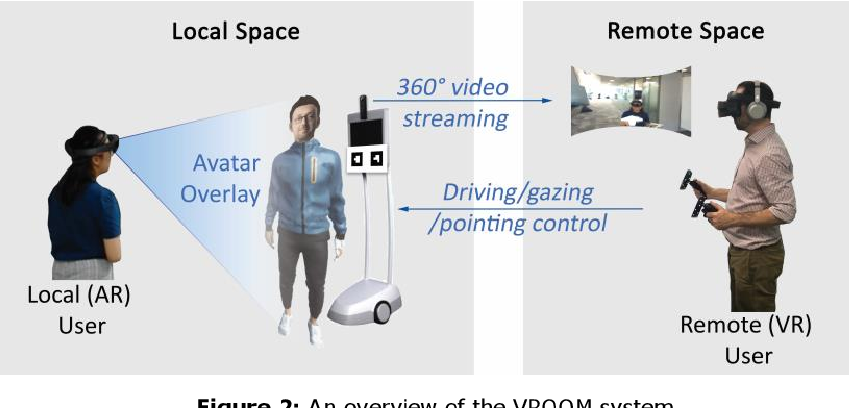 Local Space
Remote Space
360° video
streaming
Avatar
Overlay
Driving/gazing
/pointing control
Local (AR)
User
Remote (VR)
User
Figure 2: An overview of the VROOM system